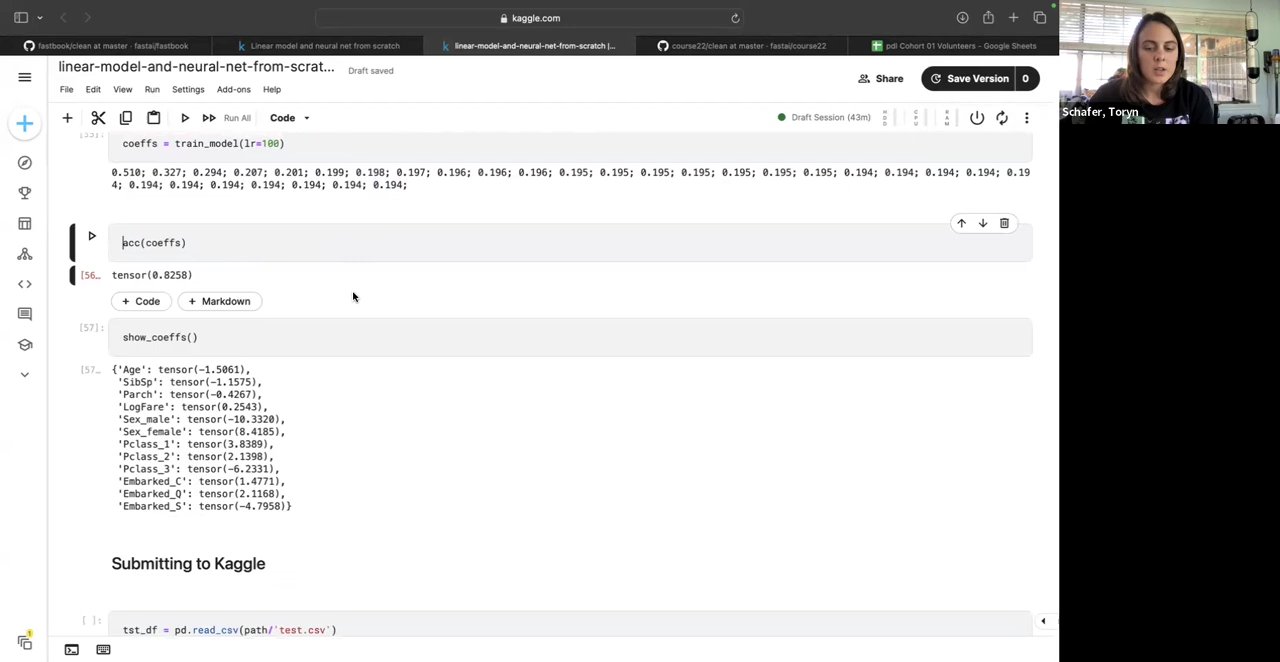 kaggle.com
fastbook/clean at master · fastai/fastbook
Linear model and neural net from scratch
linear-model-and-neural-net-from-scratch |...
course22/clean at master · fastai/course22
pdl Cohort 01 Volunteers - Google Sheets
linear-model-and-neural-net-from-scrat...
Draft saved
Share
Save Version
0
File Edit View Run Settings Add-ons Help
Run All
Code
Draft Session (43m)
[55]:
coeffs = train_model(lr=100)
0.510; 0.327; 0.294; 0.207; 0.201; 0.199; 0.198; 0.197; 0.196; 0.196; 0.196; 0.195; 0.195; 0.195; 0.195; 0.195; 0.195; 0.195; 0.194; 0.194; 0.194; 0.194; 0.19
4; 0.194; 0.194; 0.194; 0.194; 0.194; 0.194;
acc(coeffs)
[56...
tensor(0.8258)
+ Code
+ Markdown
[57]:
show_coeffs()
[57...
{'Age': tensor(-1.5061),
'SibSp': tensor(-1.1575),
'Parch': tensor(-0.4267),
'LogFare': tensor(0.2543),
'Sex_male': tensor(-10.3320),
'Sex_female': tensor(8.4185),
'Pclass_1': tensor(3.8389),
'Pclass_2': tensor(2.1398),
'Pclass_3': tensor(-6.2331),
'Embarked_C': tensor(1.4771),
'Embarked_Q': tensor(2.1168),
'Embarked_S': tensor(-4.7958)}
Submitting to Kaggle
[ ]:
tst_df = pd.read_csv(path/'test.csv')
Schafer, Toryn